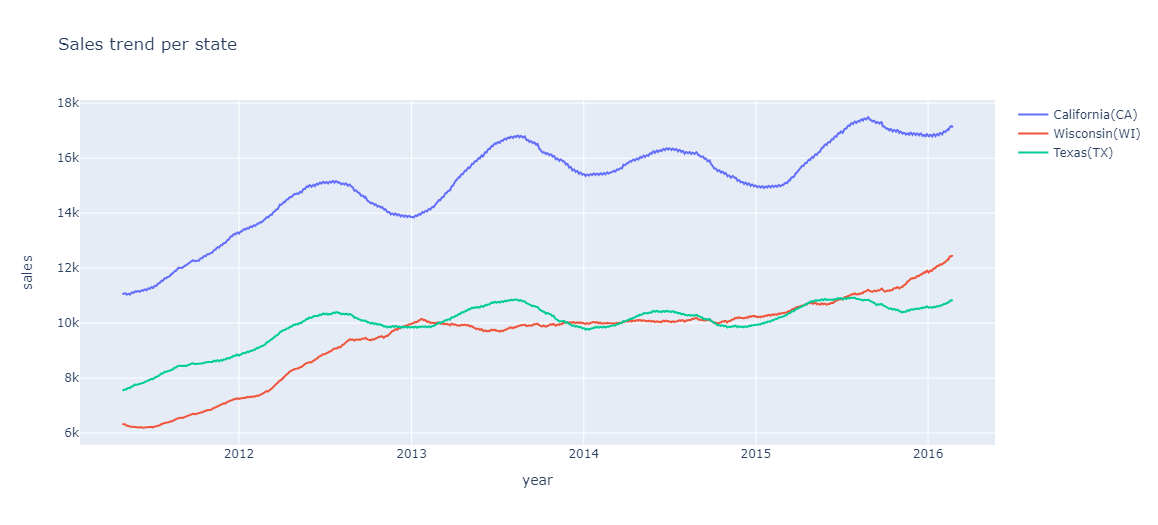 Sales trend per state
18k
16k
14k
12k
10k
8k
6k
sales
2012
2013
2014
2015
2016
year
California(CA)
Wisconsin(WI)
Texas(TX)